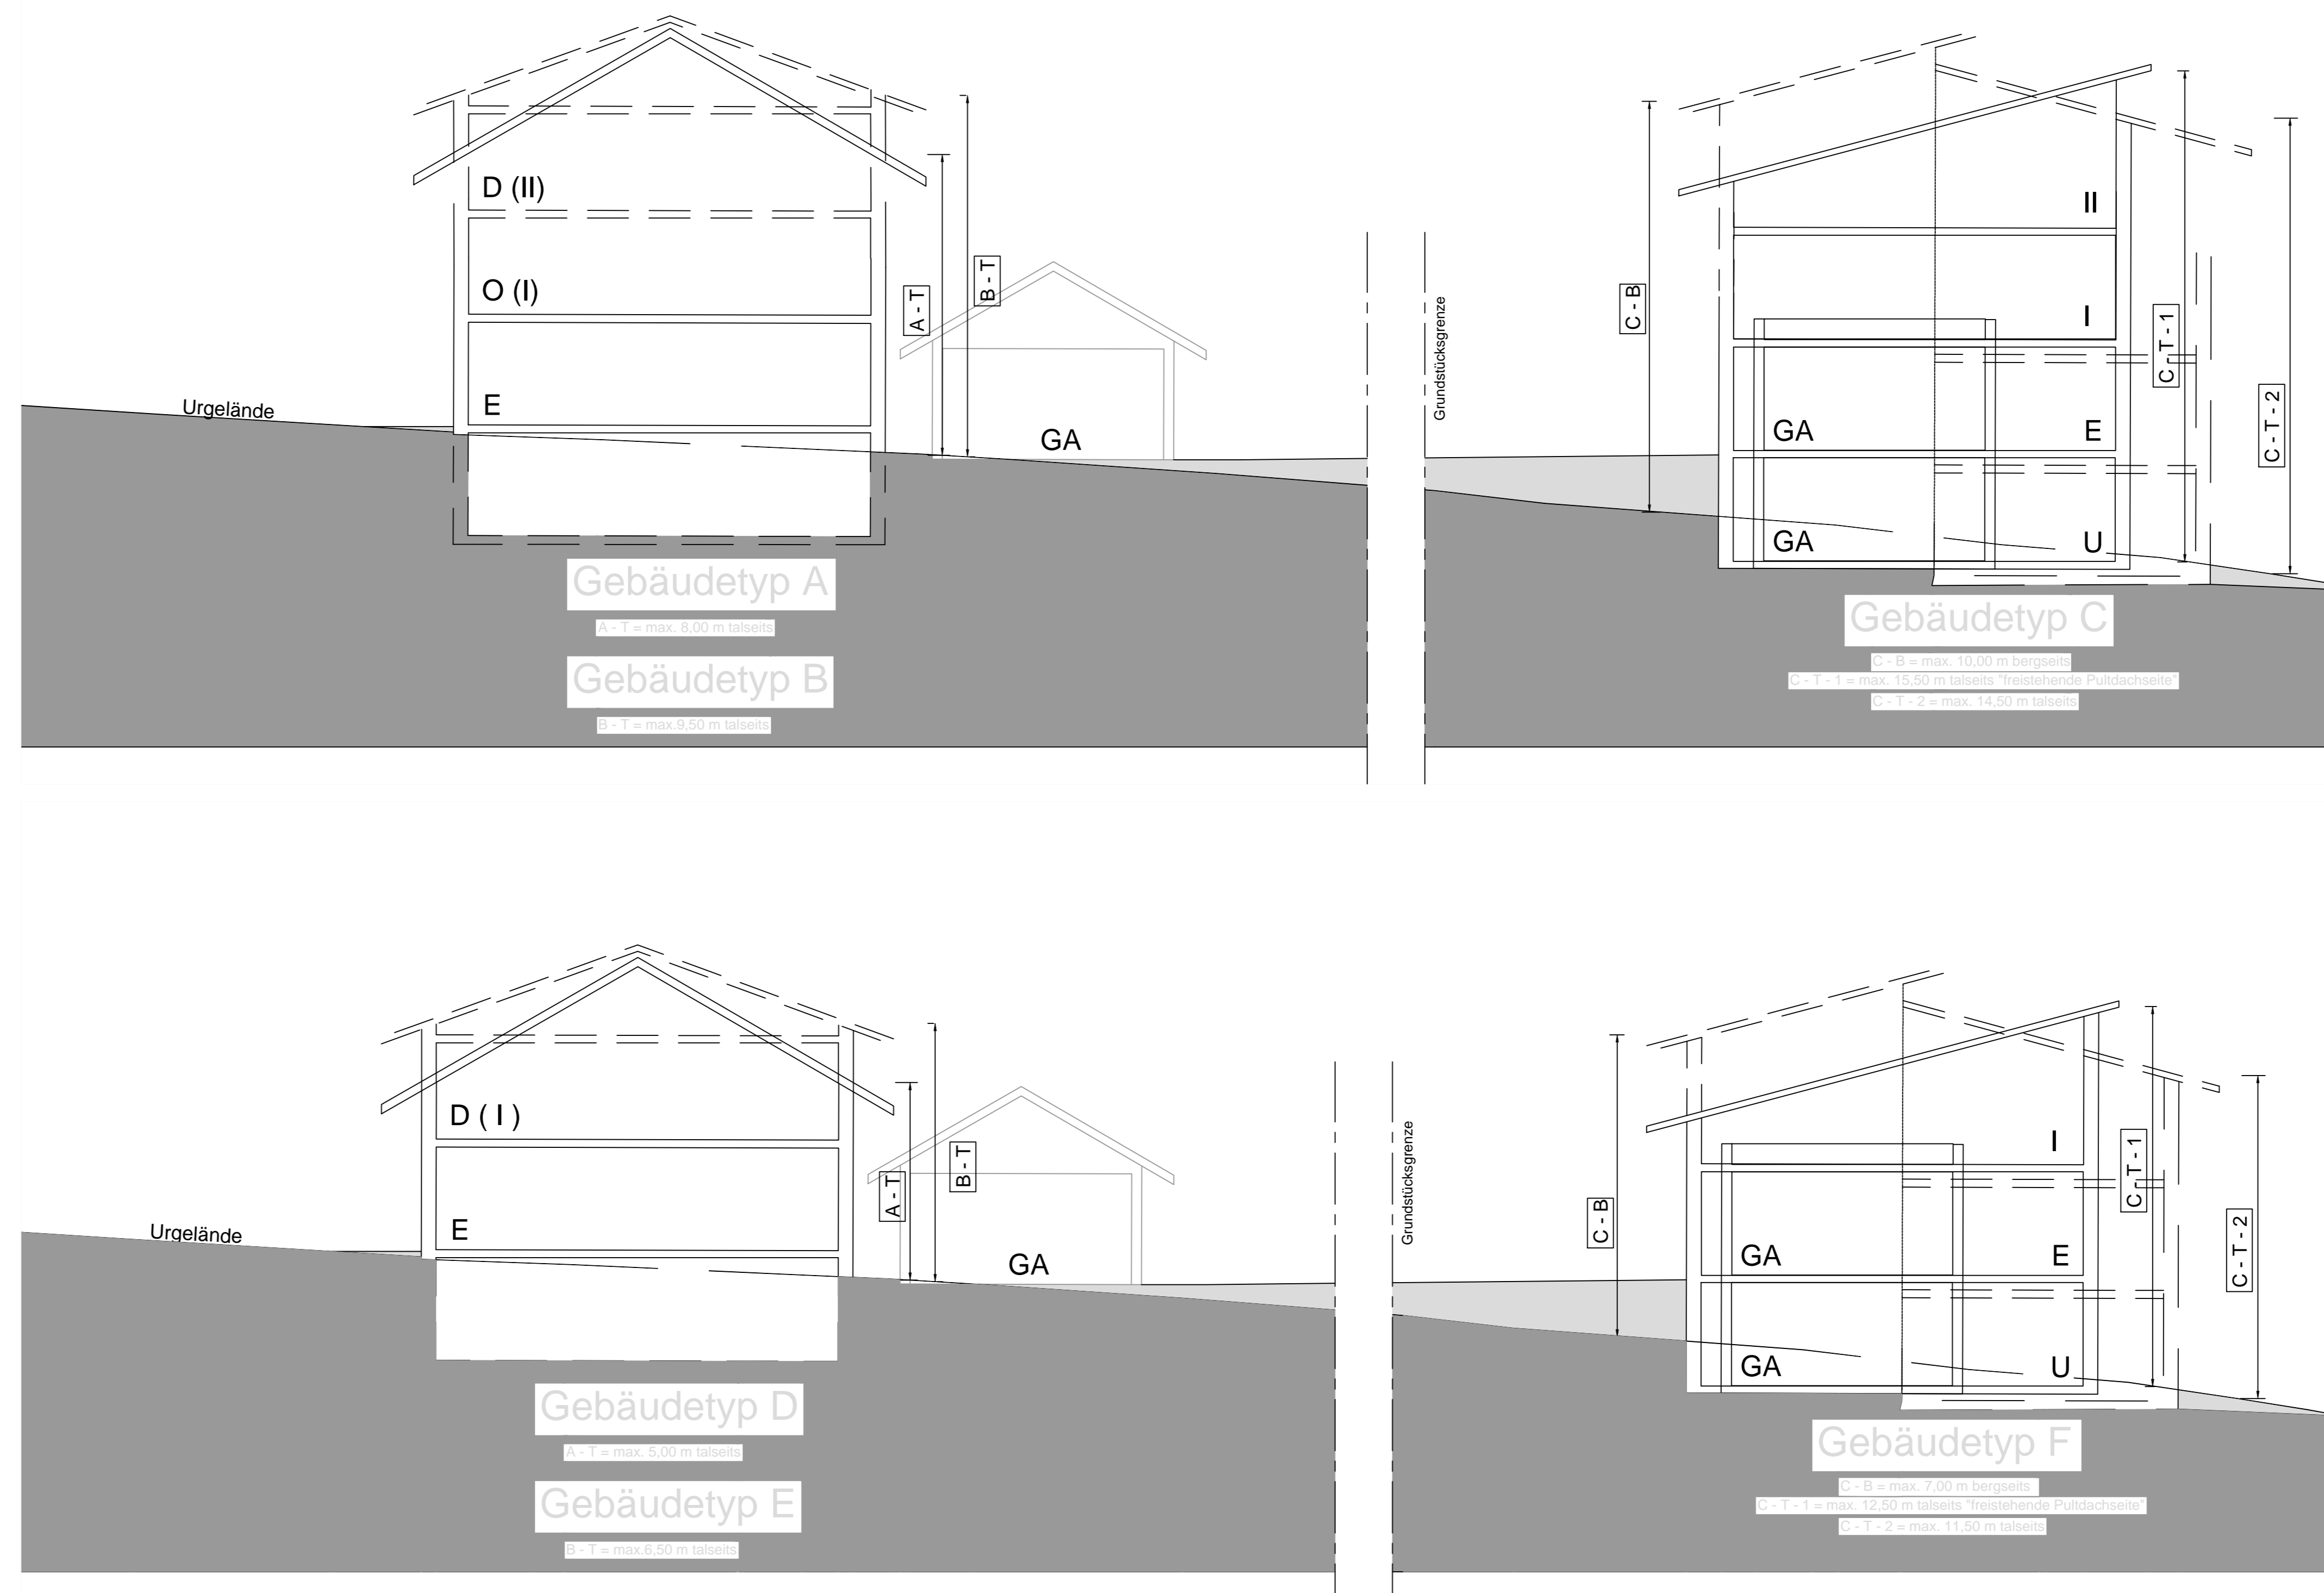 D (II)
O (I)
E
Urgelände
A - T
B - T
GA
Gebäudetyp A
A - T = max. 8,00 m talseits
Gebäudetyp B
B - T = max.9,50 m talseits
Grundstücksgrenze
C - B
II
I
GA
E
GA
U
C - T - 1
C - T - 2
Gebäudetyp C
C - B = max. 10,00 m bergseits
C - T - 1 = max. 15,50 m talseits "freistehende Pultdachseite"
C - T - 2 = max. 14,50 m talseits
D ( I )
E
Urgelände
A - T
B - T
GA
Gebäudetyp D
A - T = max. 5,00 m talseits
Gebäudetyp E
B - T = max.6,50 m talseits
Grundstücksgrenze
C - B
I
GA
E
GA
U
C - T - 1
C - T - 2
Gebäudetyp F
C - B = max. 7,00 m bergseits
C - T - 1 = max. 12,50 m talseits "freistehende Pultdachseite"
C - T - 2 = max. 11,50 m talseits